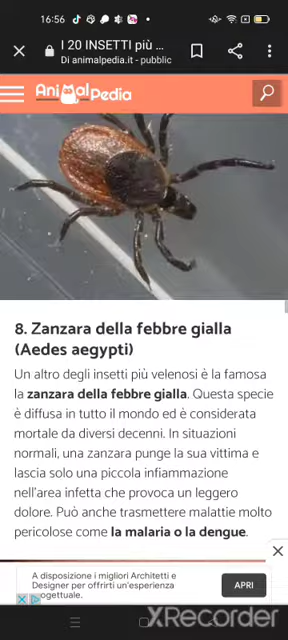 16:56
I 20 INSETTI più ...
Di animalpedia.it - pubblic
AnimalPedia
8. Zanzara della febbre gialla
(Aedes aegypti)
Un altro degli insetti più velenosi è la famosa
la zanzara della febbre gialla. Questa specie
è diffusa in tutto il mondo ed è considerata
mortale da diversi decenni. In situazioni
normali, una zanzara punge la sua vittima e
lascia solo una piccola infiammazione
nell'area infetta che provoca un leggero
dolore. Può anche trasmettere malattie molto
pericolose come la malaria o la dengue.
A disposizione i migliori Architetti e
Designer per offrirti un'esperienza
progettuale.
APRI
XRecorder